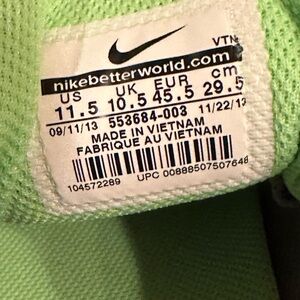 VTN
nikebetterworld.com
US UK EUR cm
11.5 10.5 45.5 29.5
09/11/13 553684-003 11/22/13
MADE IN VIETNAM
FABRIQUE AU VIETNAM
104572289 UPC 00888507507648